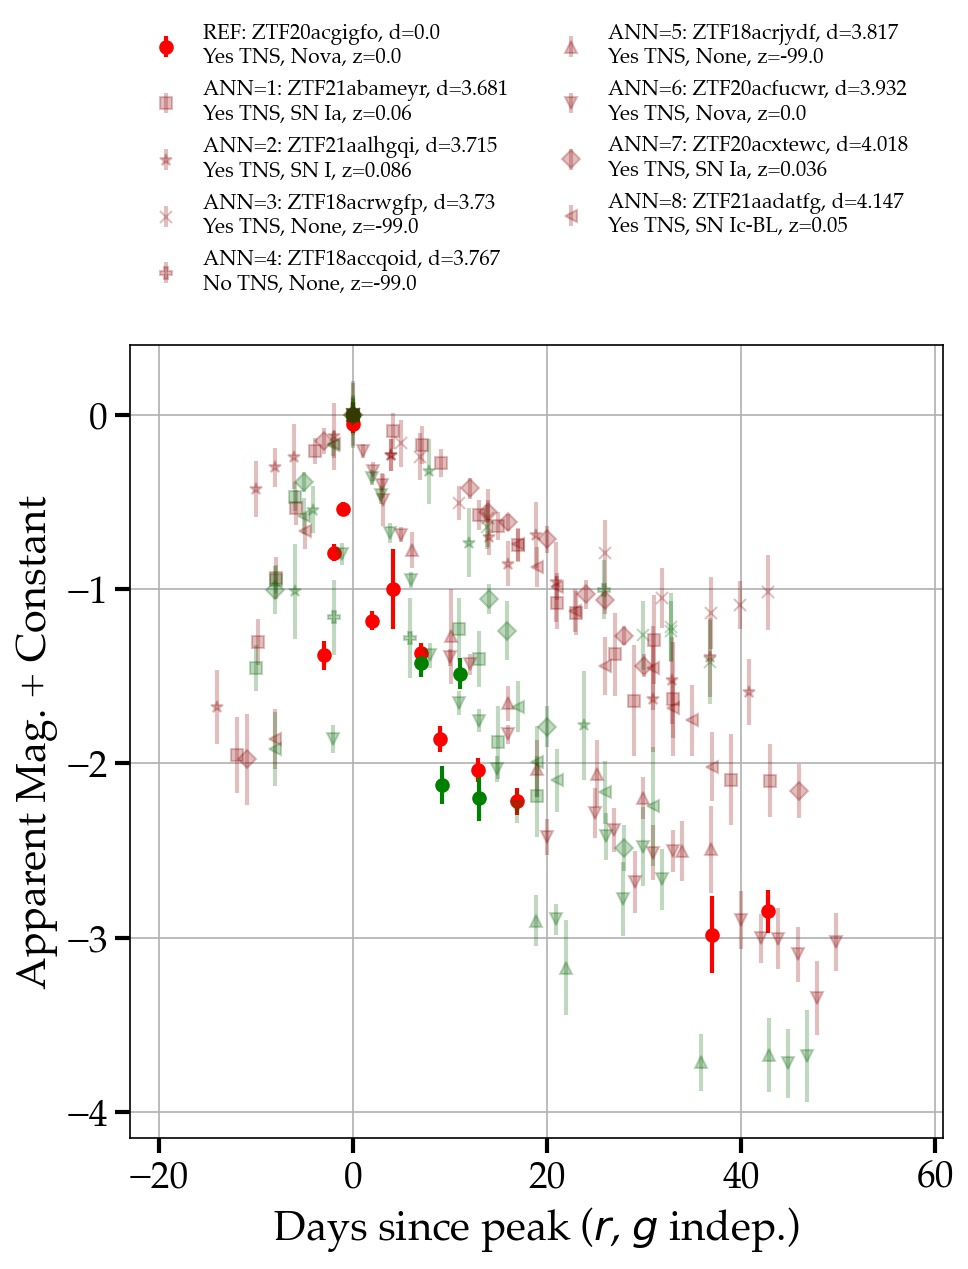 REF: ZTF20acgigfo, d=0.0
Yes TNS, Nova, z=0.0
ANN=1: ZTF21abameyr, d=3.681
Yes TNS, SN Ia, z=0.06
ANN=2: ZTF21aalhgqi, d=3.715
Yes TNS, SN I, z=0.086
ANN=3: ZTF18acrwgfp, d=3.73
Yes TNS, None, z=-99.0
ANN=4: ZTF18accqoid, d=3.767
No TNS, None, z=-99.0
ANN=5: ZTF18acrjydf, d=3.817
Yes TNS, None, z=-99.0
ANN=6: ZTF20acfucwr, d=3.932
Yes TNS, Nova, z=0.0
ANN=7: ZTF20acxtewc, d=4.018
Yes TNS, SN Ia, z=0.036
ANN=8: ZTF21aadatfg, d=4.147
Yes TNS, SN Ic-BL, z=0.05
Apparent Mag. + Constant
0
−1
−2
−3
−4
−20
0
20
40
60
Days since peak (r, g indep.)